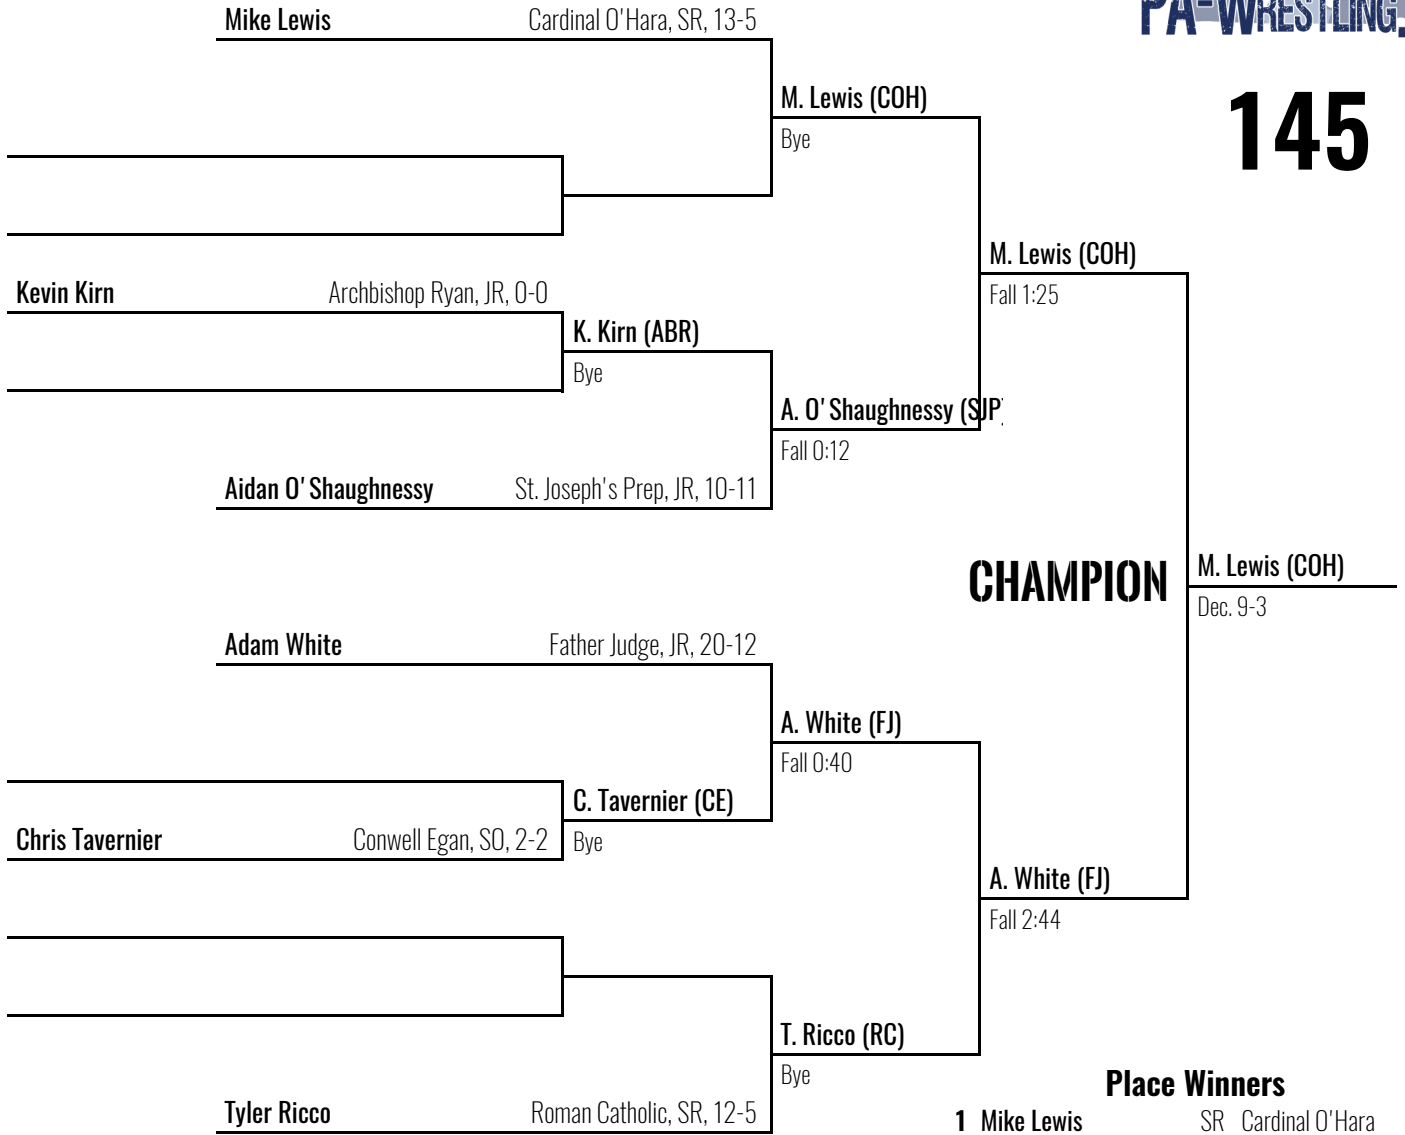 PA-WRESTLING.
Mike Lewis Cardinal O'Hara, SR, 13-5
M. Lewis (COH)
Bye
145
M. Lewis (COH)
Fall 1:25
Kevin Kirn Archbishop Ryan, JR, 0-0
K. Kirn (ABR)
Bye
A. O'Shaughnessy (SJP)
Fall 0:12
Aidan O'Shaughnessy St. Joseph's Prep, JR, 10-11
CHAMPION
M. Lewis (COH)
Dec. 9-3
Adam White Father Judge, JR, 20-12
A. White (FJ)
Fall 0:40
C. Tavernier (CE)
Chris Tavernier Conwell Egan, SO, 2-2
Bye
A. White (FJ)
Fall 2:44
T. Ricco (RC)
Bye
Tyler Ricco Roman Catholic, SR, 12-5
Place Winners
1 Mike Lewis SR Cardinal O'Hara